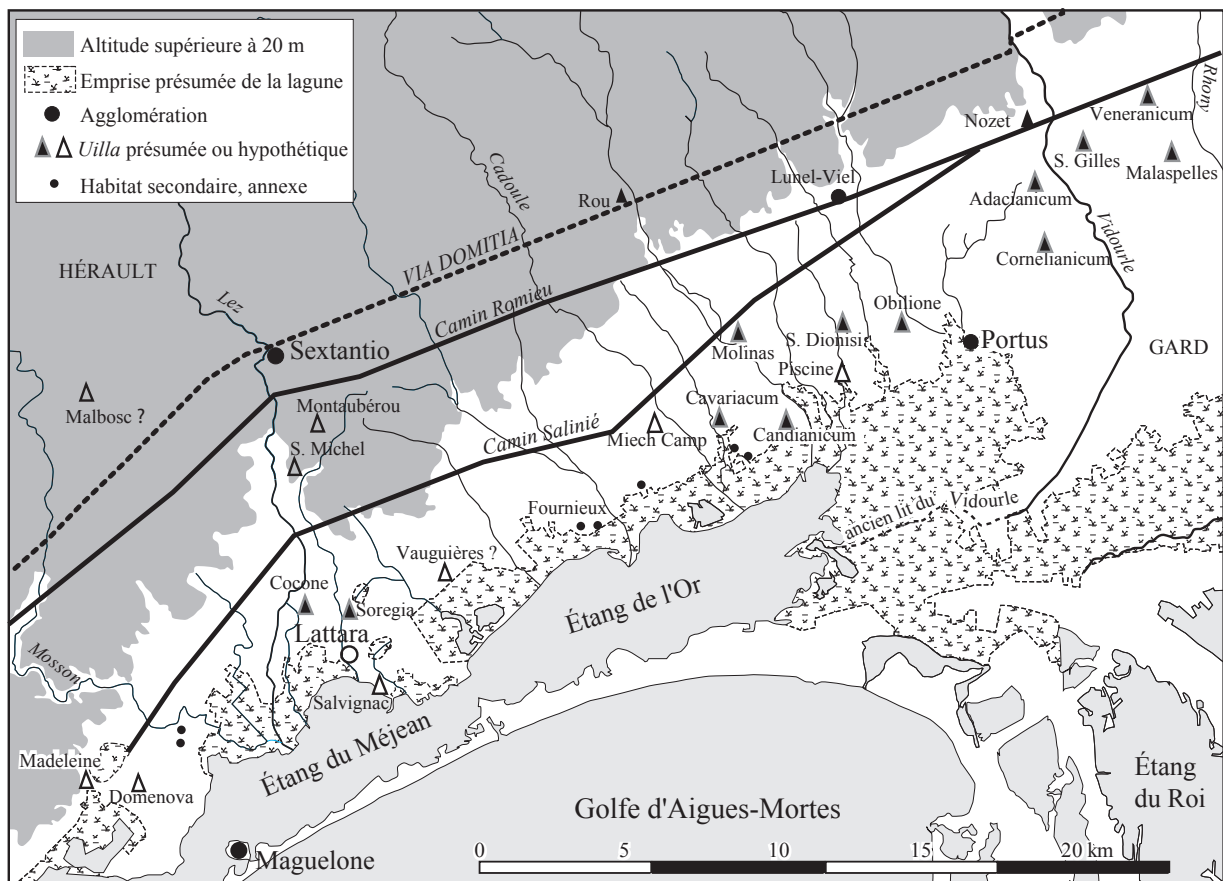 Altitude supérieure à 20 m
Emprise présumée de la lagune
Agglomération
Uilla présumée ou hypothétique
Habitat secondaire, annexe
Rhony
Veneranicum
Nozet
S. Gilles
Malaspelles
Cadoule
Lunel-Viel
Rou
Adacianicum
Vidourle
VIA DOMITIA
Cornelianicum
HÉRAULT
Lez
Camin Romieu
Obilione
Sextantio
Molinas
S. Dionisi
Portus
GARD
Piscine
Malbosc ?
Montaubérou
Cavariacum
Camin Salinié
Miech Camp
Candianicum
S. Michel
Fournieux
ancien lit du Vidourle
Vauguières ?
Cocone
Soregia
Étang de l'Or
Lattara
Mosson
Salvignac
Étang du Méjean
Madeleine
Domenova
Étang
du Roi
Golfe d'Aigues-Mortes
Maguelone
0 5 10 15 20 km